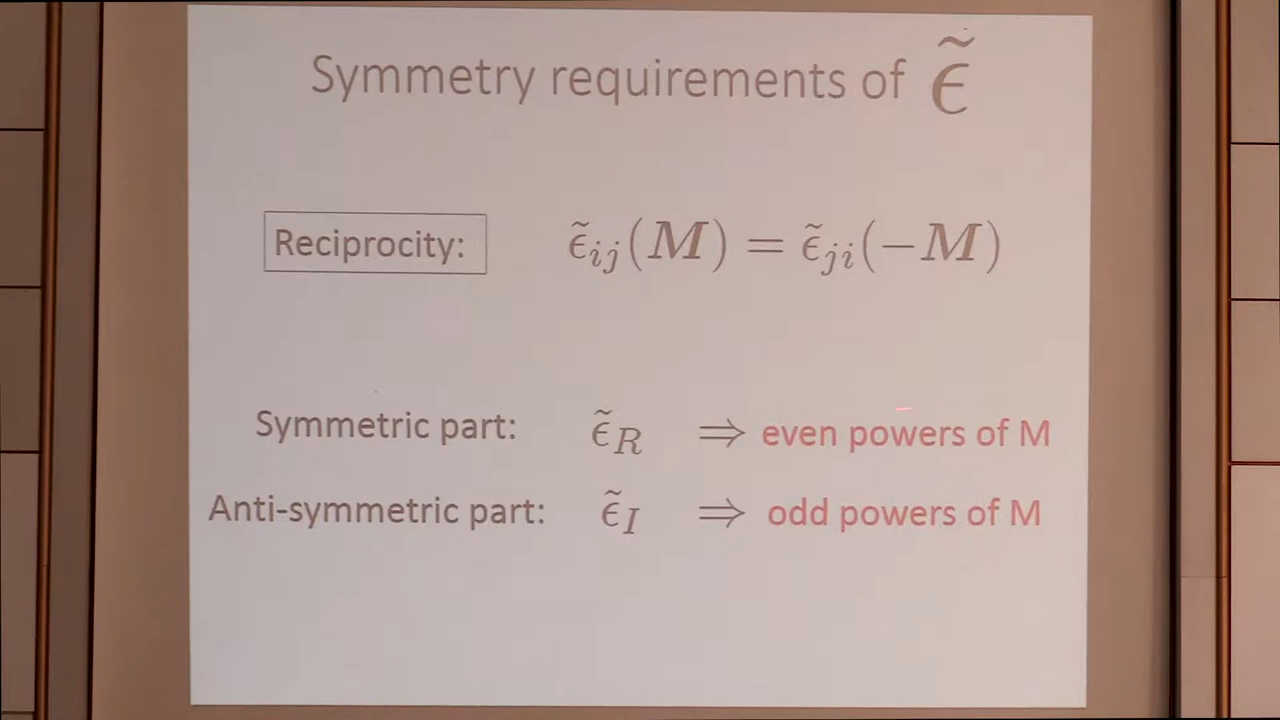 Symmetry requirements of ϵ̃
Reciprocity: ϵ̃ᵢⱼ(M) = ϵ̃ⱼᵢ(−M)
Symmetric part: ϵ̃_R ⇒ even powers of M
Anti-symmetric part: ϵ̃_I ⇒ odd powers of M